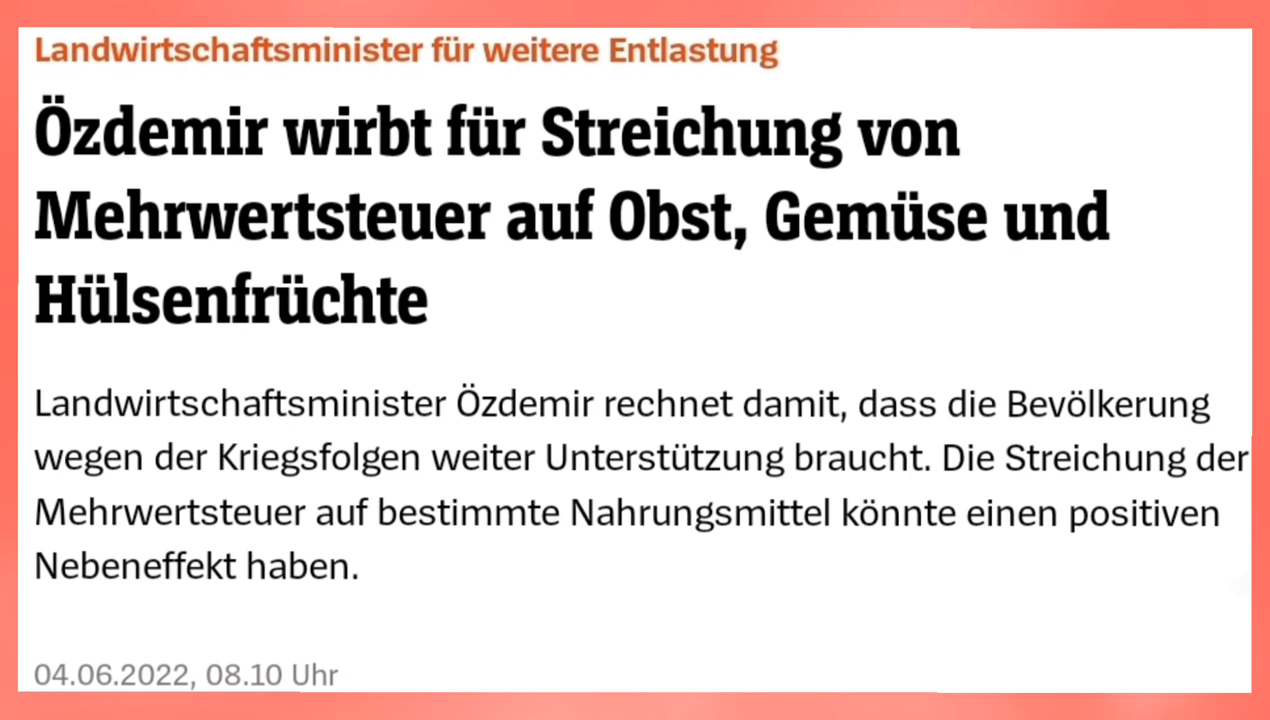 Landwirtschaftsminister für weitere Entlastung
Özdemir wirbt für Streichung von
Mehrwertsteuer auf Obst, Gemüse und
Hülsenfrüchte
Landwirtschaftsminister Özdemir rechnet damit, dass die Bevölkerung
wegen der Kriegsfolgen weiter Unterstützung braucht. Die Streichung der
Mehrwertsteuer auf bestimmte Nahrungsmittel könnte einen positiven
Nebeneffekt haben.
04.06.2022, 08.10 Uhr